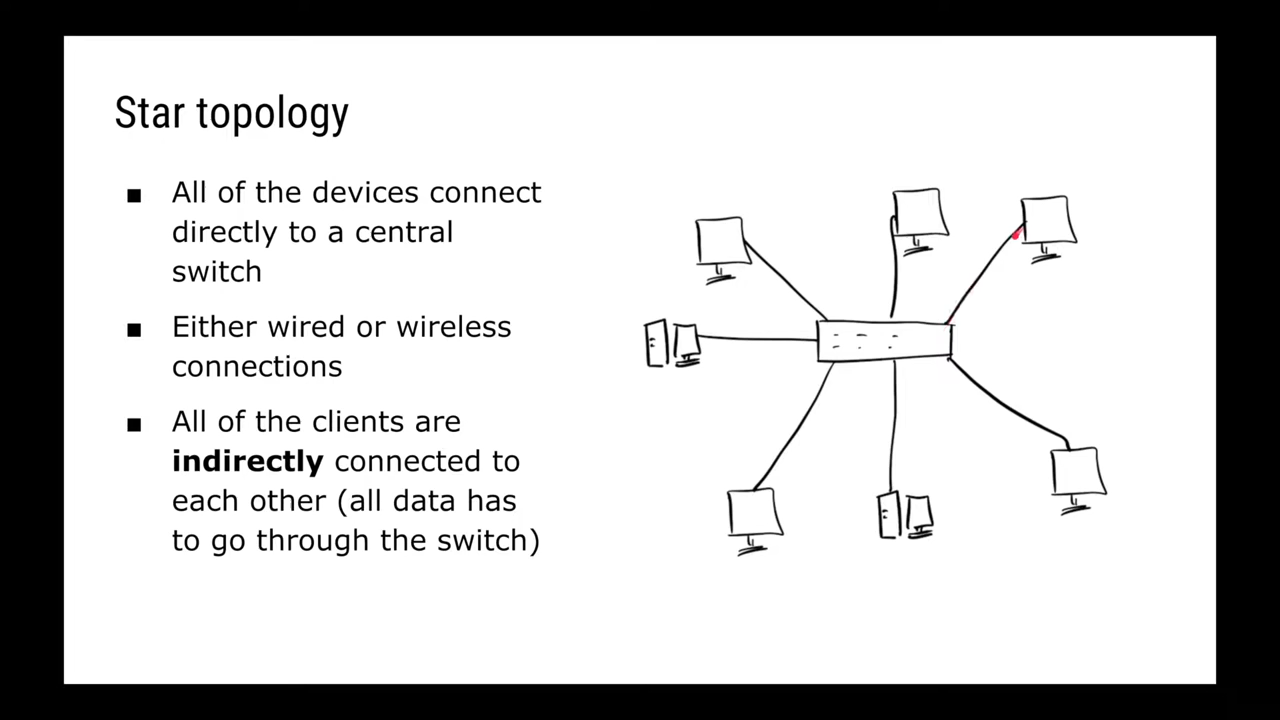 Star topology
■ All of the devices connect
directly to a central
switch
■ Either wired or wireless
connections
■ All of the clients are
indirectly connected to
each other (all data has
to go through the switch)